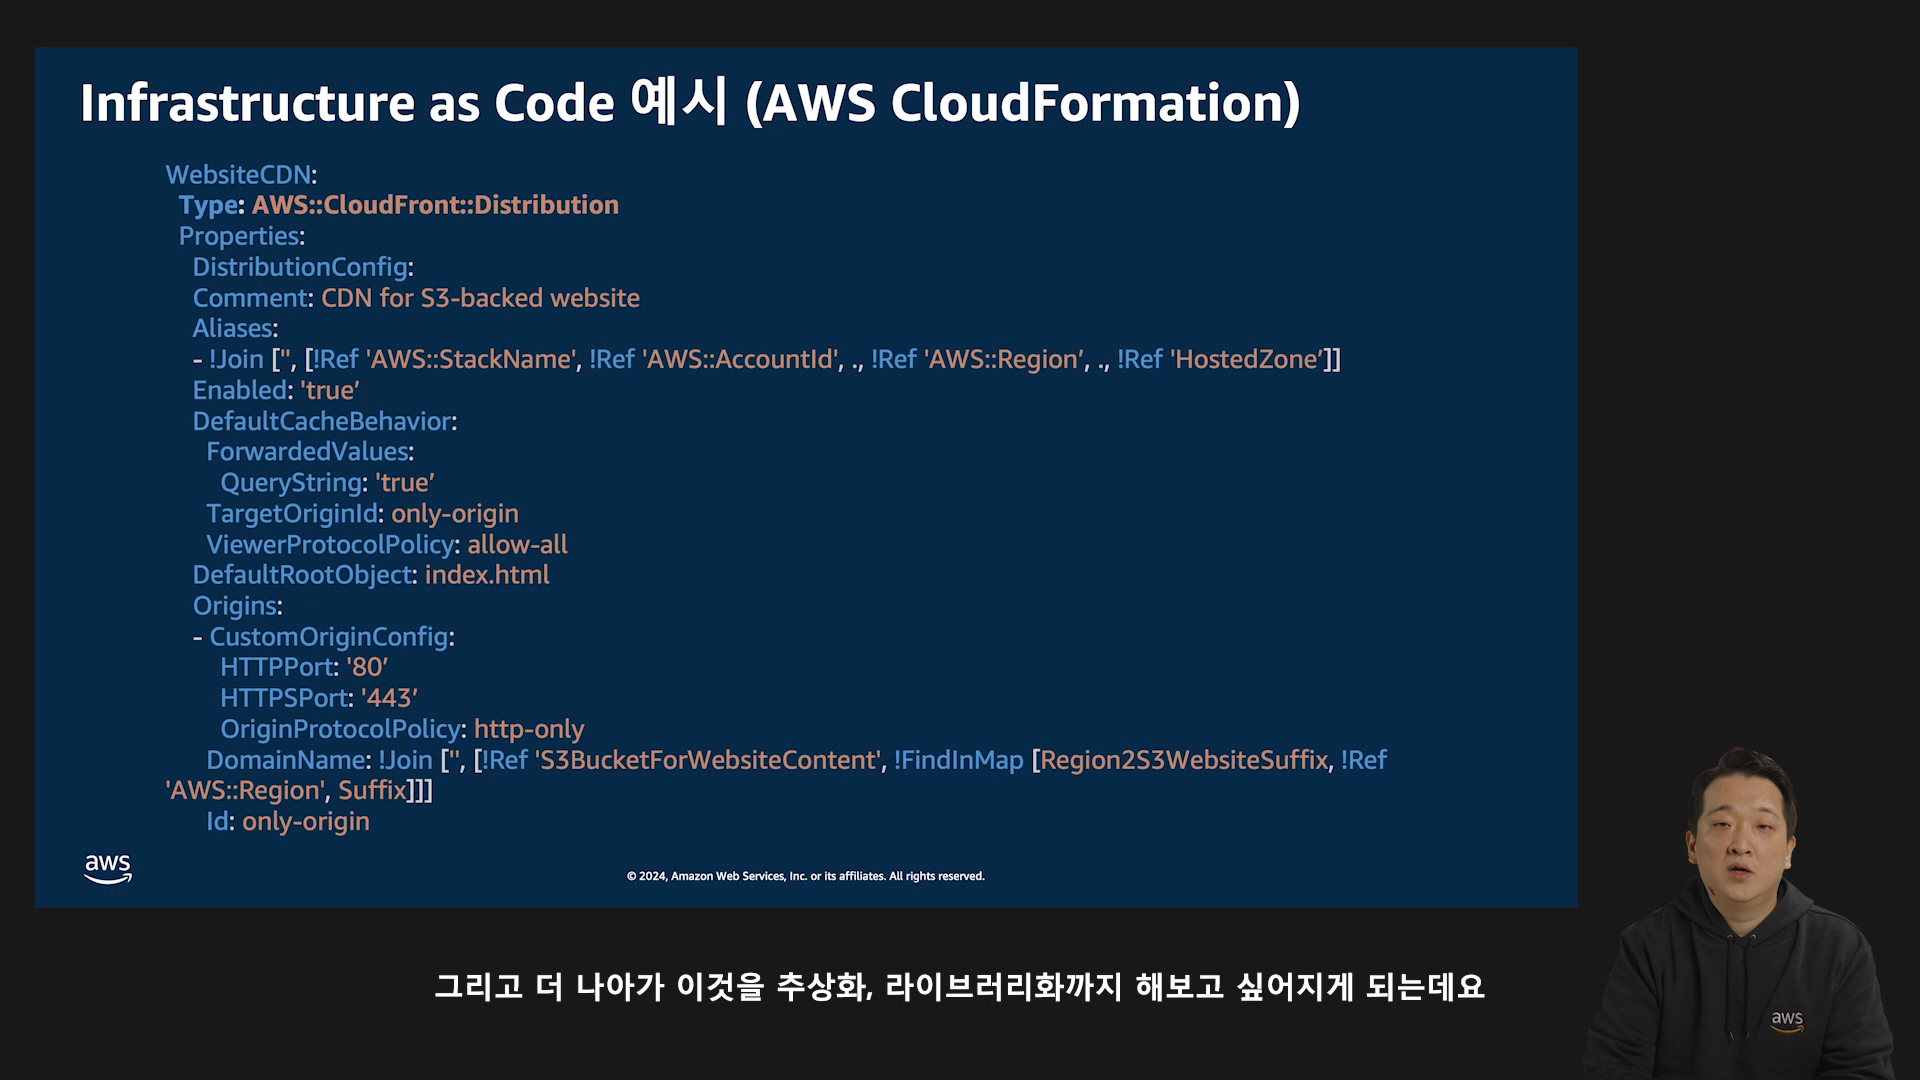 Infrastructure as Code 예시 (AWS CloudFormation)
WebsiteCDN:
Type: AWS::CloudFront::Distribution
Properties:
DistributionConfig:
Comment: CDN for S3-backed website
Aliases:
- !Join ['', [!Ref 'AWS::StackName', !Ref 'AWS::AccountId', ., !Ref 'AWS::Region’, ., !Ref 'HostedZone’]]
Enabled: 'true’
DefaultCacheBehavior:
ForwardedValues:
QueryString: 'true’
TargetOriginId: only-origin
ViewerProtocolPolicy: allow-all
DefaultRootObject: index.html
Origins:
- CustomOriginConfig:
HTTPPort: '80’
HTTPSPort: '443’
OriginProtocolPolicy: http-only
DomainName: !Join ['', [!Ref 'S3BucketForWebsiteContent', !FindInMap [Region2S3WebsiteSuffix, !Ref
'AWS::Region', Suffix]]]
Id: only-origin
aws
© 2024, Amazon Web Services, Inc. or its affiliates. All rights reserved.
그리고 더 나아가 이것을 추상화, 라이브러리화까지 해보고 싶어지게 되는데요
aws